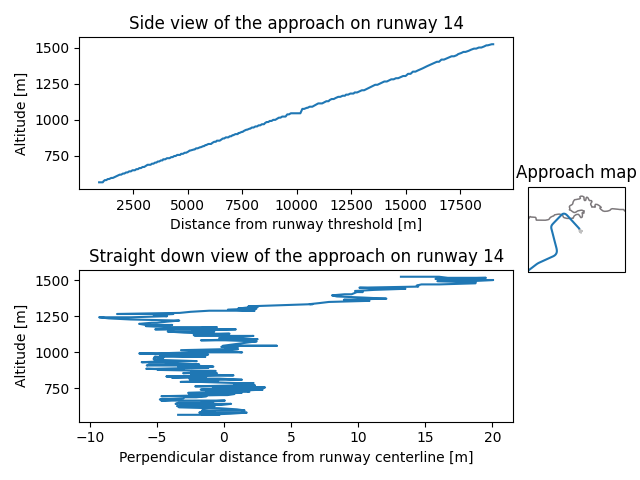 Side view of the approach on runway 14
1500
1250
1000
750
Altitude [m]
2500 5000 7500 10000 12500 15000 17500
Distance from runway threshold [m]
Approach map
Straight down view of the approach on runway 14
1500
1250
1000
750
Altitude [m]
−10 −5 0 5 10 15 20
Perpendicular distance from runway centerline [m]